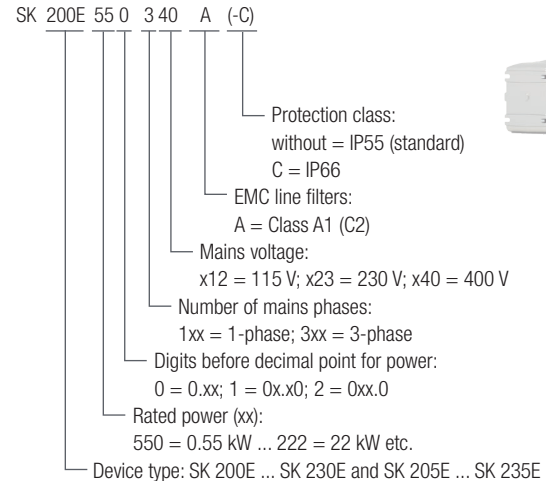 SK 200E 55 0 3 40 A (-C)
Protection class:
without = IP55 (standard)
C = IP66
EMC line filters:
A = Class A1 (C2)
Mains voltage:
x12 = 115 V; x23 = 230 V; x40 = 400 V
Number of mains phases:
1xx = 1-phase; 3xx = 3-phase
Digits before decimal point for power:
0 = 0.xx; 1 = 0x.x0; 2 = 0xx.0
Rated power (xx):
550 = 0.55 kW ... 222 = 22 kW etc.
Device type: SK 200E ... SK 230E and SK 205E ... SK 235E